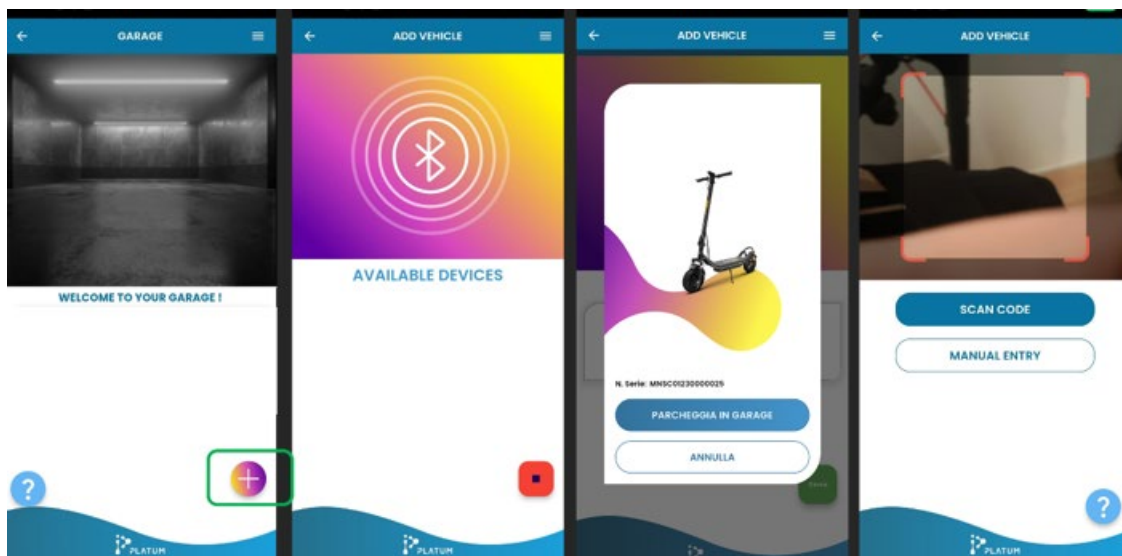 GARAGE
WELCOME TO YOUR GARAGE !
?
PLATUM
ADD VEHICLE
AVAILABLE DEVICES
PLATUM
ADD VEHICLE
N. Serie: MNSC01230000025
PARCHEGGIA IN GARAGE
ANNULLA
ADD VEHICLE
SCAN CODE
MANUAL ENTRY
?